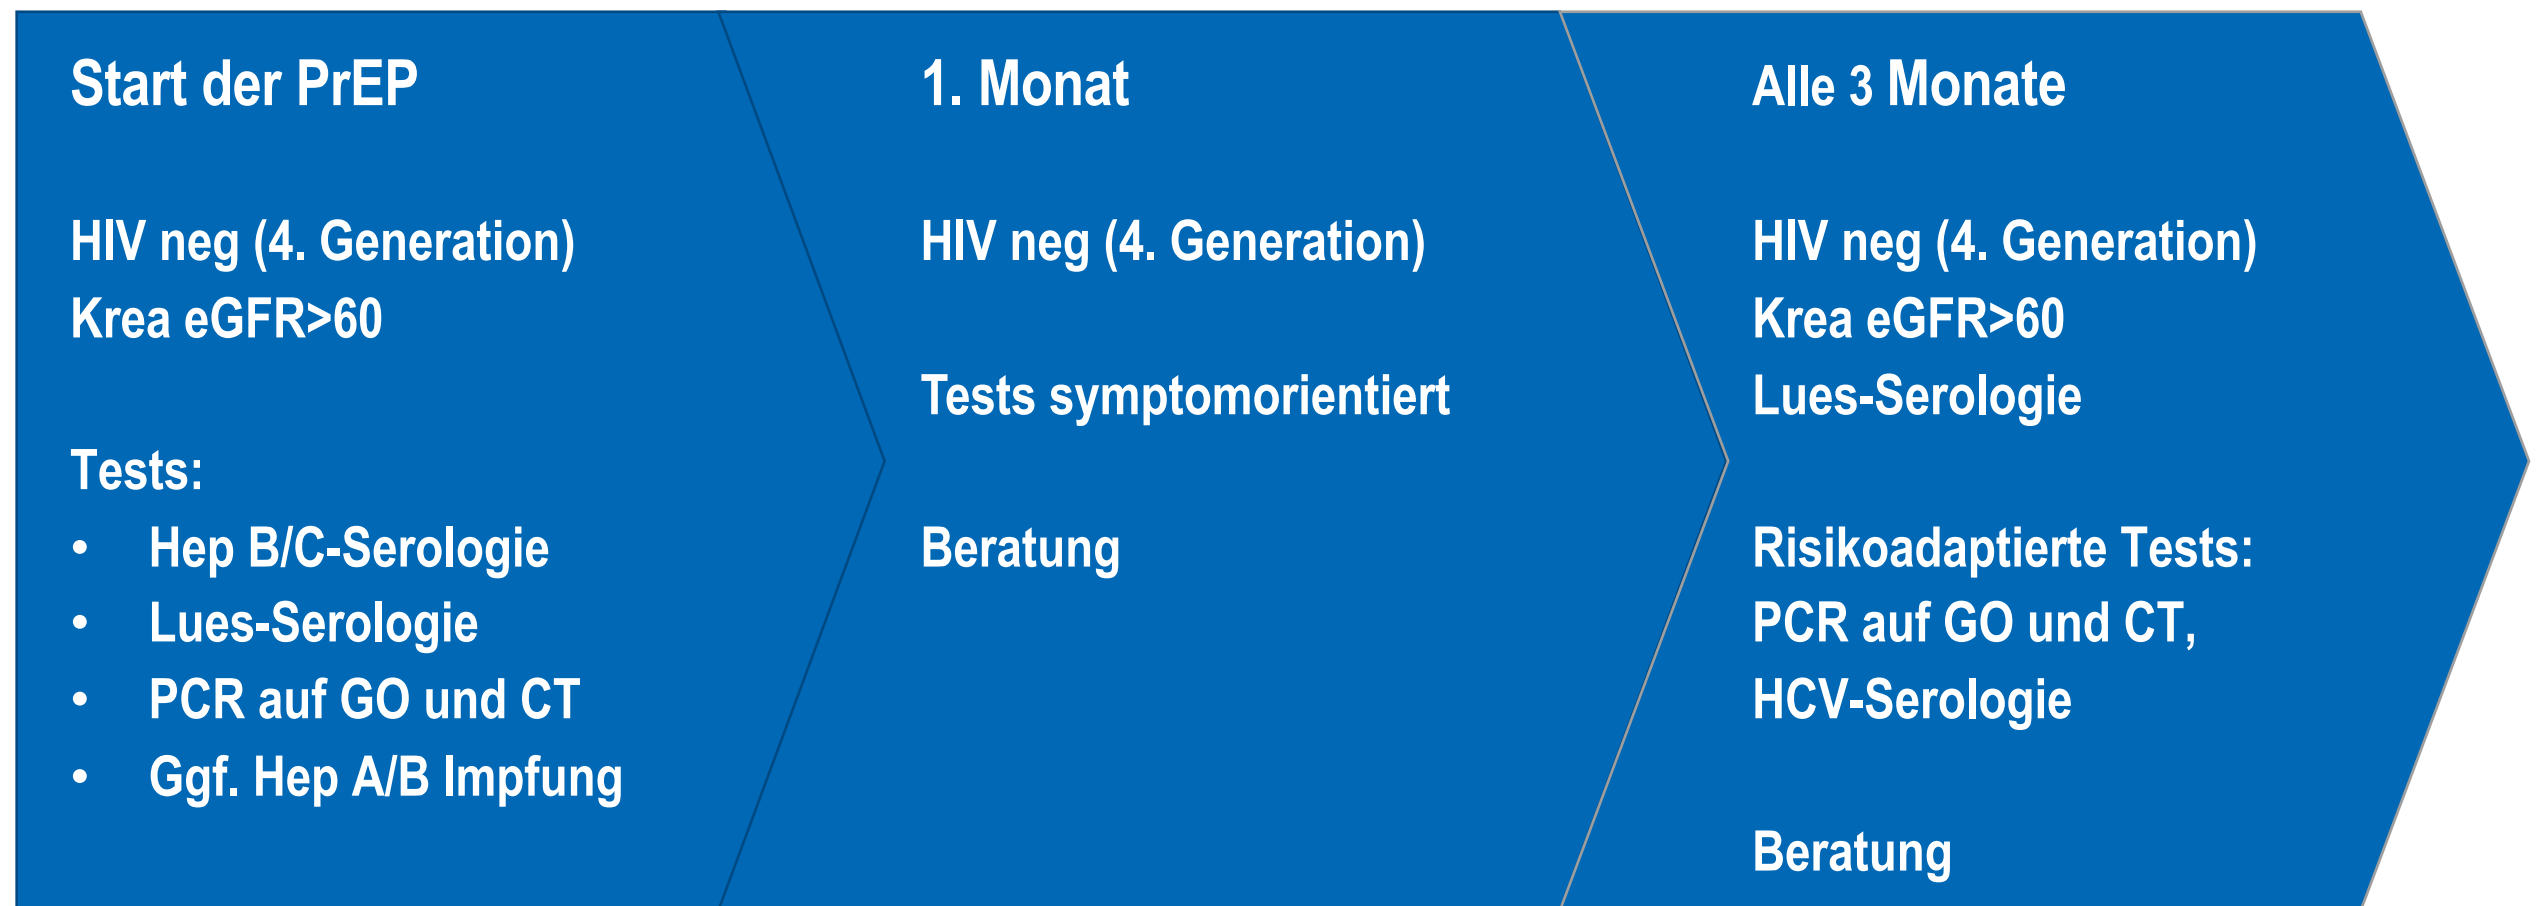 Start der PrEP
HIV neg (4. Generation)
Krea eGFR>60
Tests:
• Hep B/C-Serologie
• Lues-Serologie
• PCR auf GO und CT
• Ggf. Hep A/B Impfung
1. Monat
HIV neg (4. Generation)
Tests symptomorientiert
Beratung
Alle 3 Monate
HIV neg (4. Generation)
Krea eGFR>60
Lues-Serologie
Risikoadaptierte Tests:
PCR auf GO und CT,
HCV-Serologie
Beratung